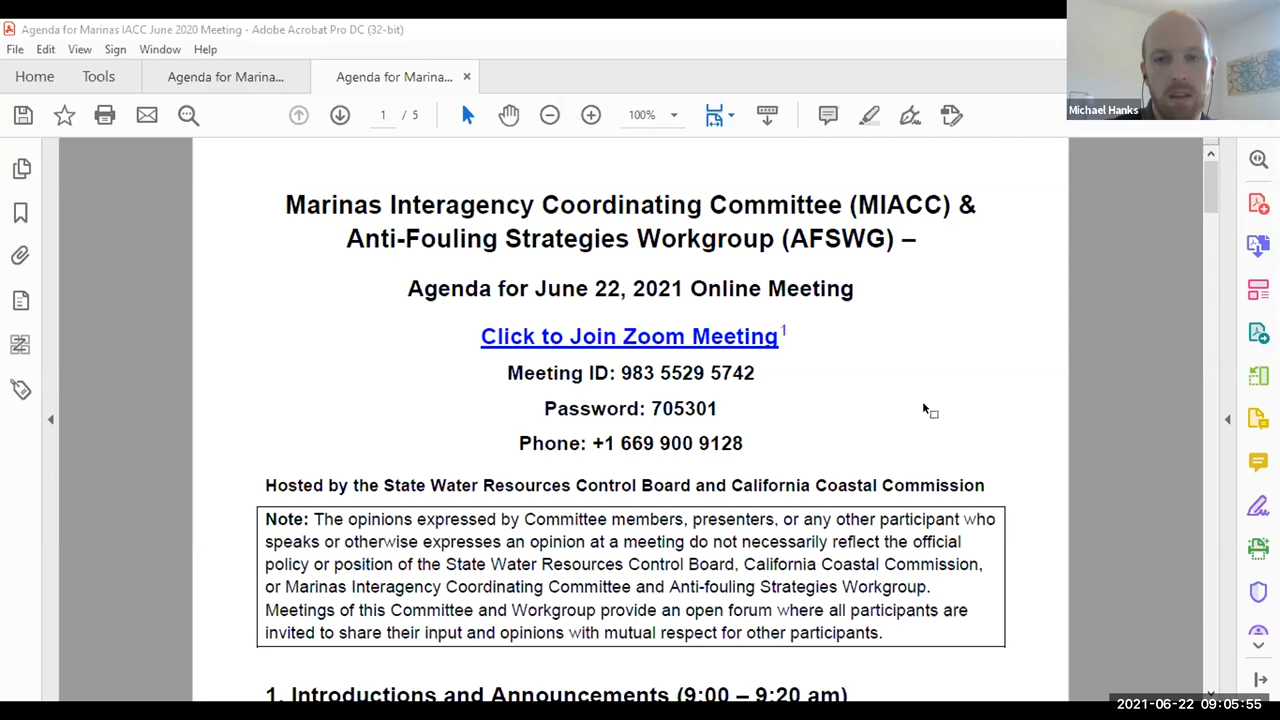 Agenda for Marinas IACC June 2020 Meeting - Adobe Acrobat Pro DC (32-bit)
File Edit View Sign Window Help
Home Tools Agenda for Marina... Agenda for Marina... ×
1 / 5 100%
Michael Hanks
Marinas Interagency Coordinating Committee (MIACC) &
Anti-Fouling Strategies Workgroup (AFSWG) –
Agenda for June 22, 2021 Online Meeting
Click to Join Zoom Meeting1
Meeting ID: 983 5529 5742
Password: 705301
Phone: +1 669 900 9128
Hosted by the State Water Resources Control Board and California Coastal Commission
Note: The opinions expressed by Committee members, presenters, or any other participant who
speaks or otherwise expresses an opinion at a meeting do not necessarily reflect the official
policy or position of the State Water Resources Control Board, California Coastal Commission,
or Marinas Interagency Coordinating Committee and Anti-fouling Strategies Workgroup.
Meetings of this Committee and Workgroup provide an open forum where all participants are
invited to share their input and opinions with mutual respect for other participants.
1. Introductions and Announcements (9:00 – 9:20 am)
2021-06-22 09:05:55